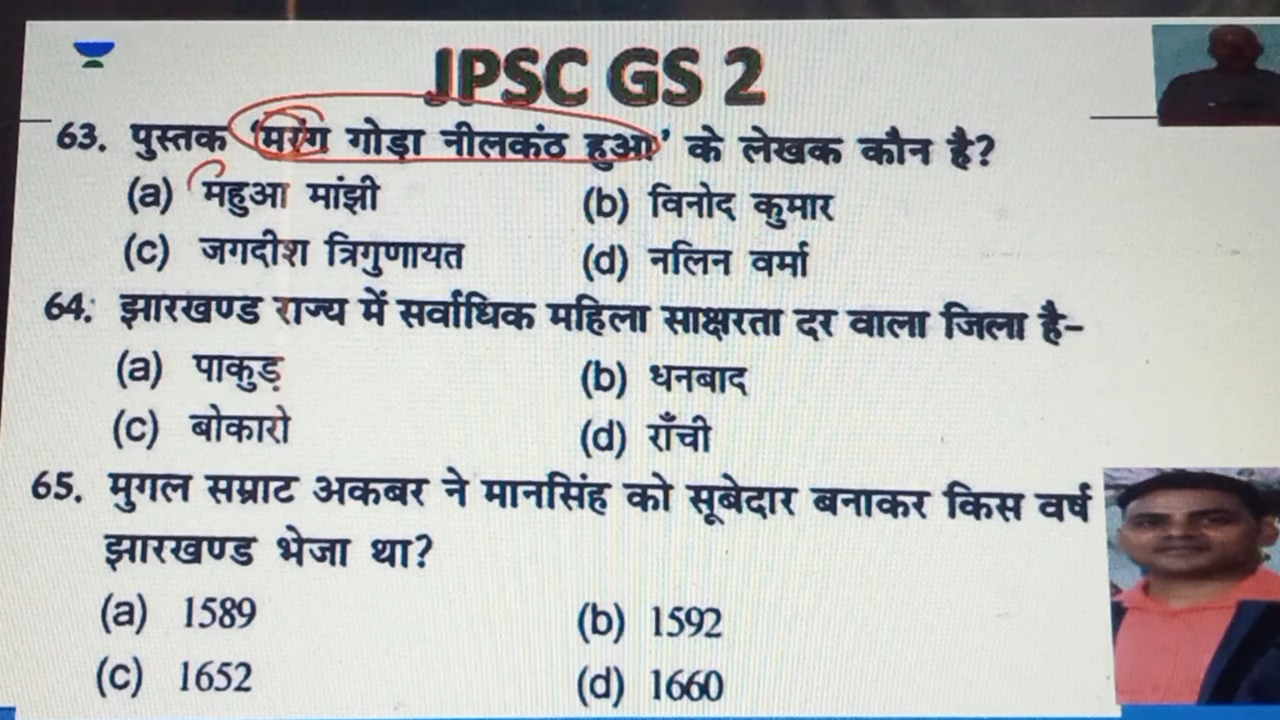 JPSC GS 2
63. पुस्तक 'मरंग गोड़ा नीलकंठ हुआ' के लेखक कौन है?
(a) महुआ मांझी (b) विनोद कुमार
(c) जगदीश त्रिगुणायत (d) नलिन वर्मा
64. झारखण्ड राज्य में सर्वाधिक महिला साक्षरता दर वाला जिला है-
(a) पाकुड़ (b) धनबाद
(c) बोकारो (d) राँची
65. मुगल सम्राट अकबर ने मानसिंह को सूबेदार बनाकर किस वर्ष
झारखण्ड भेजा था?
(a) 1589 (b) 1592
(c) 1652 (d) 1660